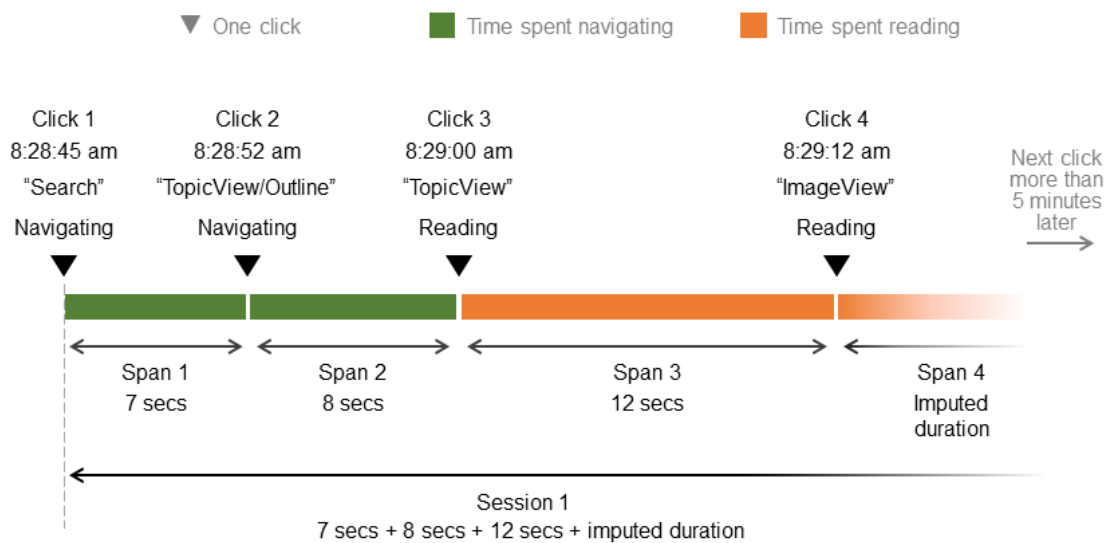 One click
Time spent navigating
Time spent reading
Click 1
8:28:45 am
“Search”
Navigating
Click 2
8:28:52 am
“TopicView/Outline”
Navigating
Click 3
8:29:00 am
“TopicView”
Reading
Click 4
8:29:12 am
“ImageView”
Reading
Next click
more than
5 minutes
later
Span 1
7 secs
Span 2
8 secs
Span 3
12 secs
Span 4
Imputed
duration
Session 1
7 secs + 8 secs + 12 secs + imputed duration